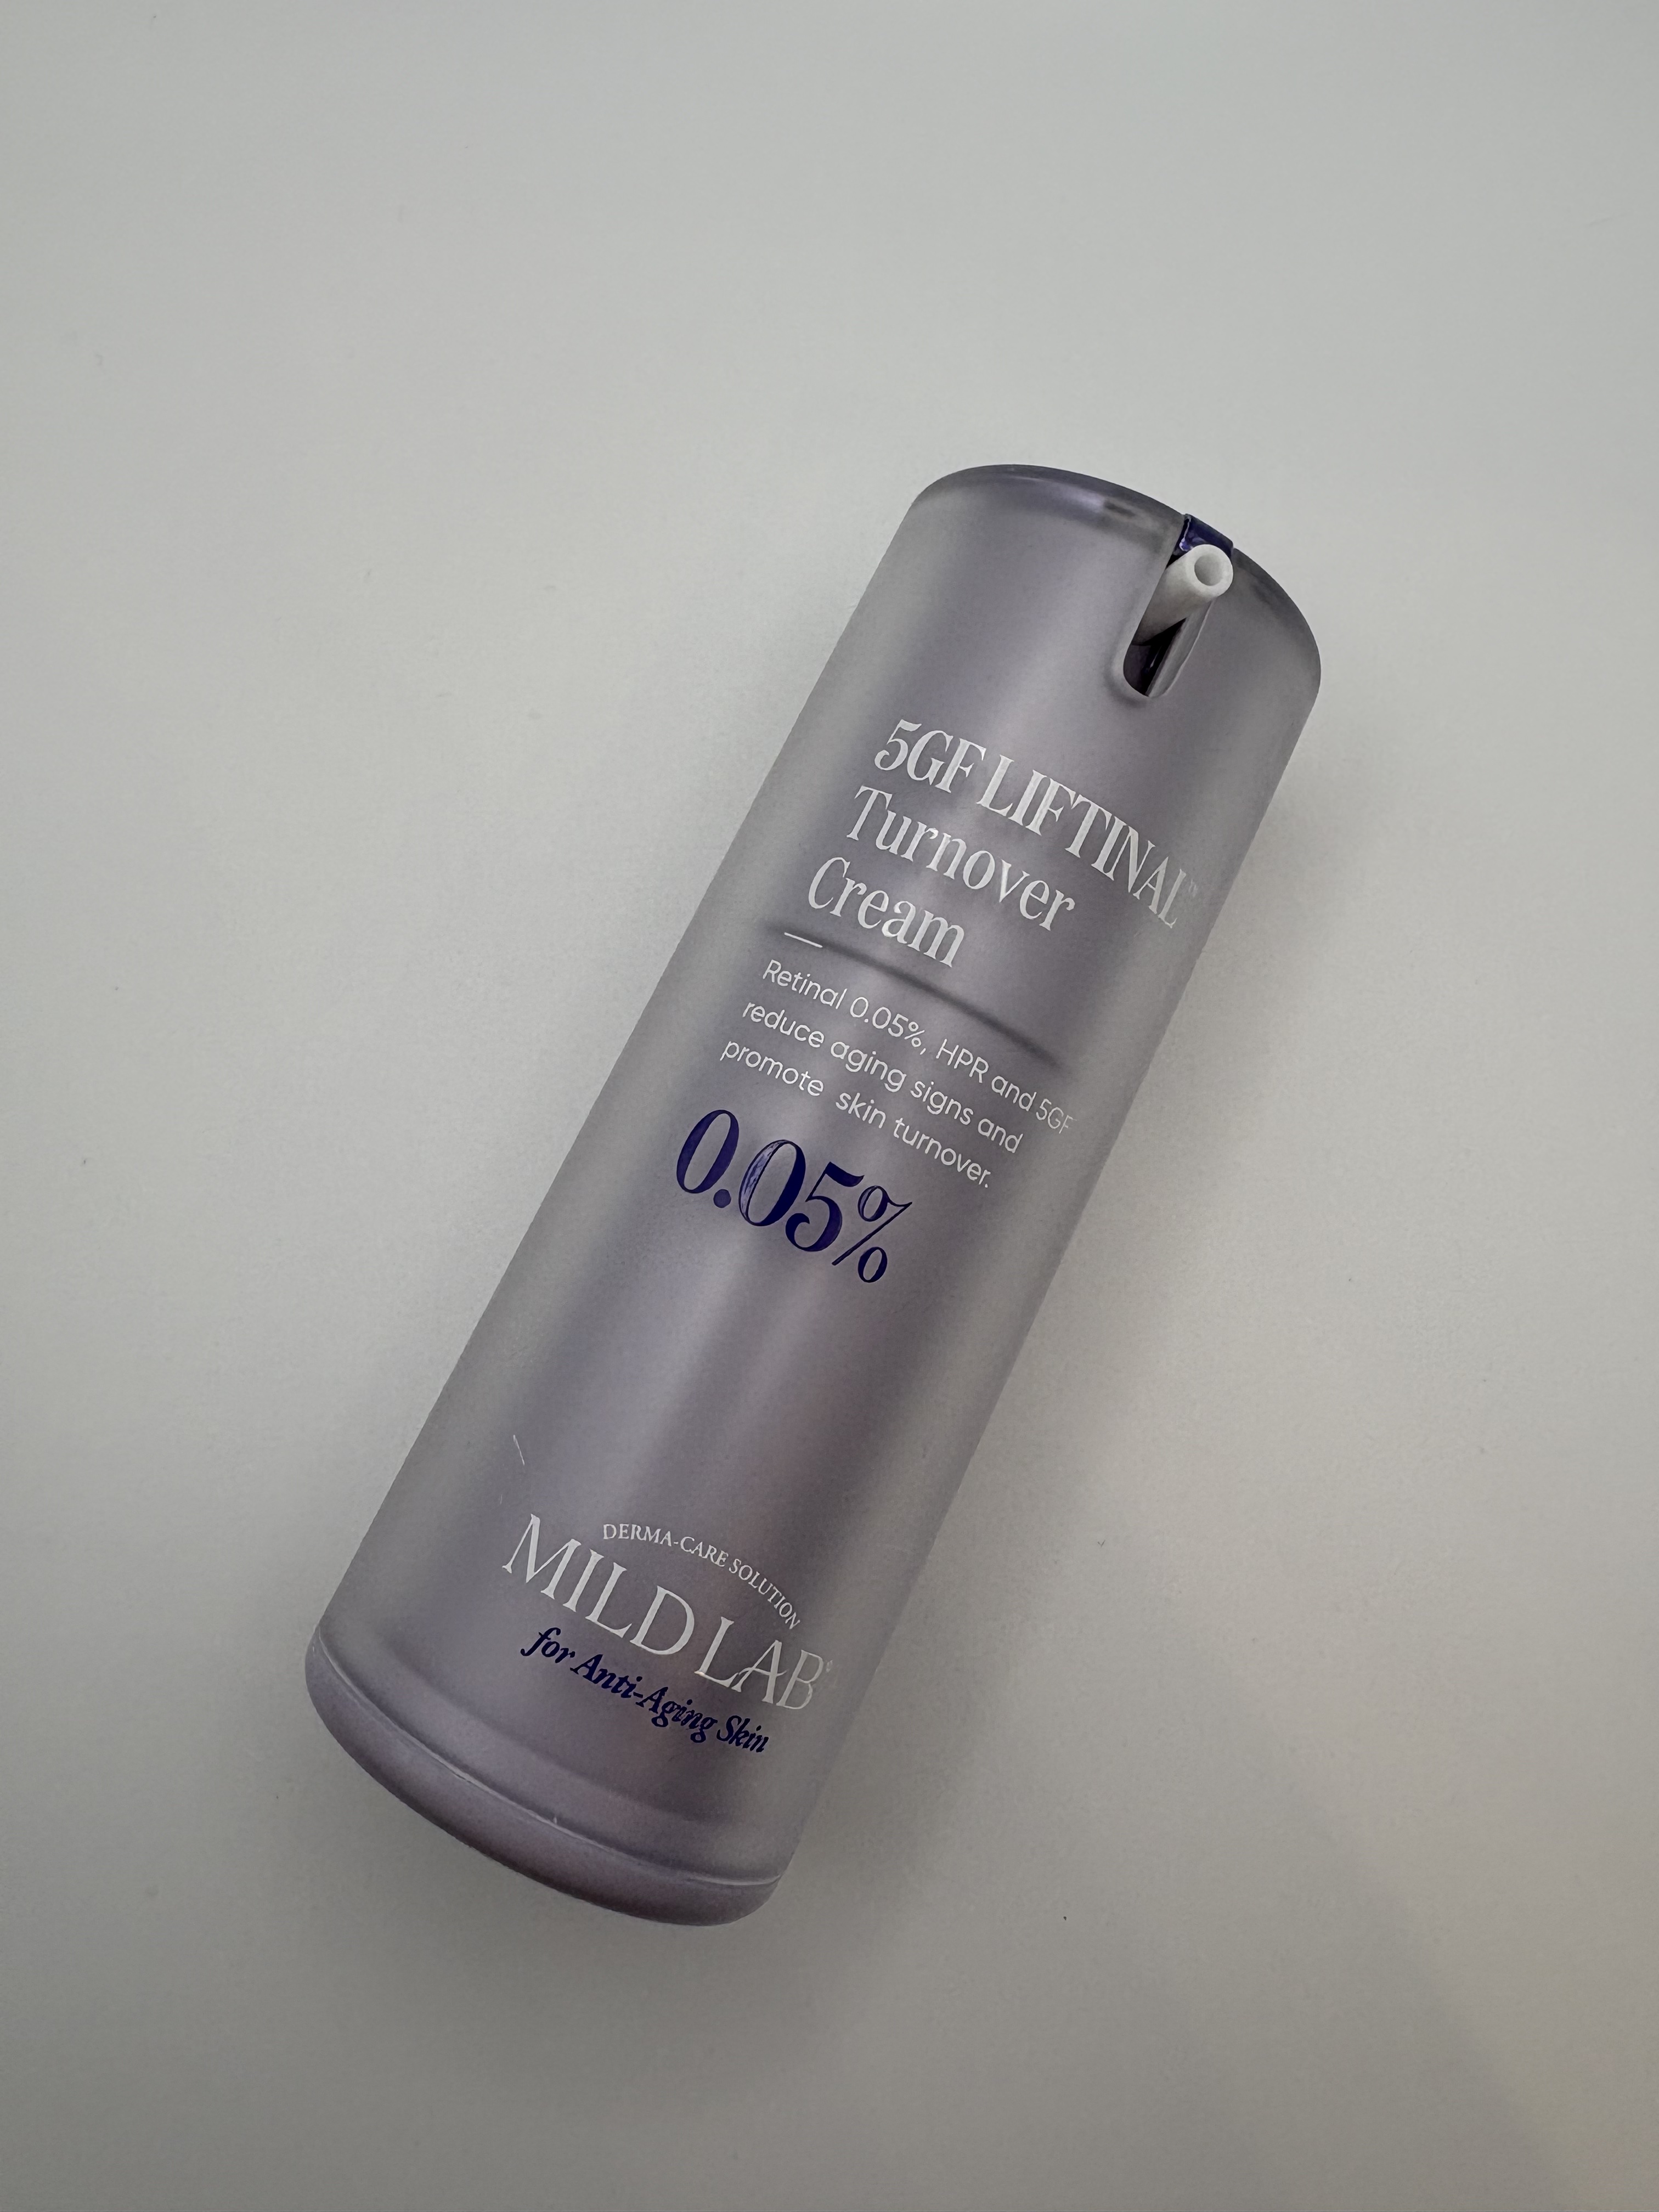 5GF LIFTINAL™
Turnover
Cream
Retinal 0.05%, HPR and 5GF
reduce aging signs and
promote skin turnover.
0.05%
DERMA-CARE SOLUTION
MILD LAB®
for Anti-Aging Skin